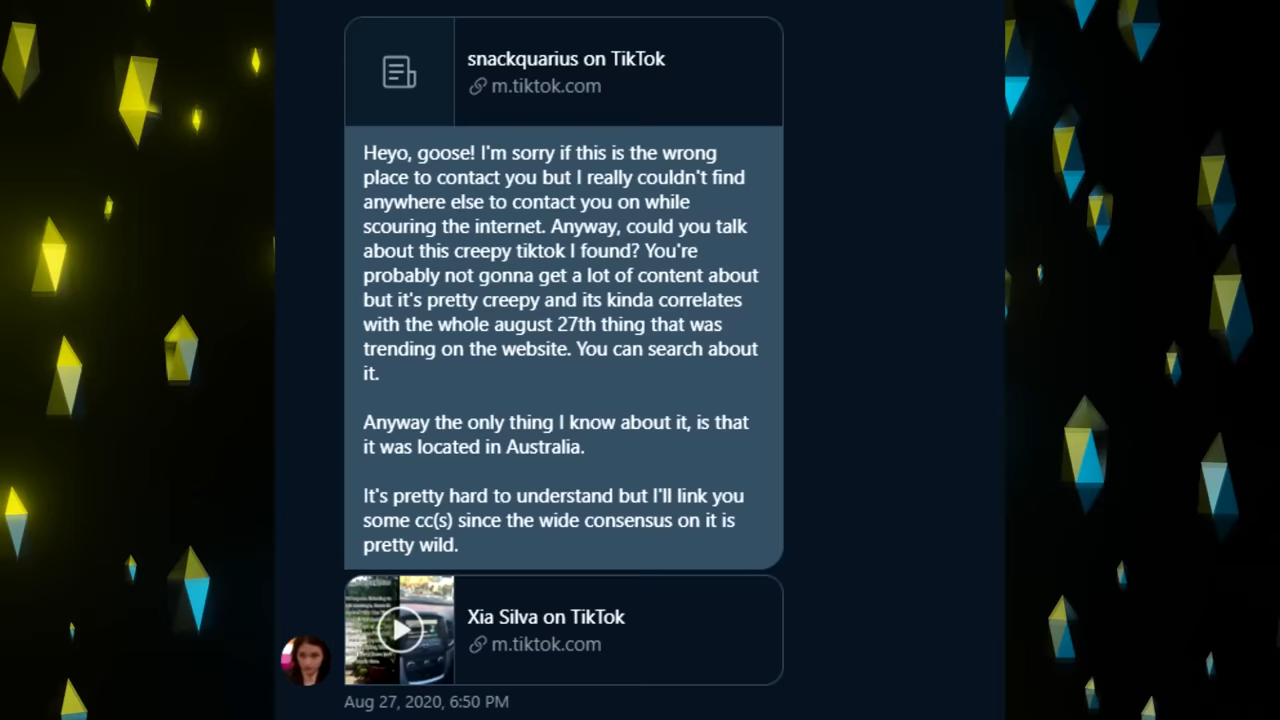 snackquarius on TikTok
m.tiktok.com
Heyo, goose! I'm sorry if this is the wrong
place to contact you but I really couldn't find
anywhere else to contact you on while
scouring the internet. Anyway, could you talk
about this creepy tiktok I found? You're
probably not gonna get a lot of content about
but it's pretty creepy and its kinda correlates
with the whole august 27th thing that was
trending on the website. You can search about
it.
Anyway the only thing I know about it, is that
it was located in Australia.
It's pretty hard to understand but I'll link you
some cc(s) since the wide consensus on it is
pretty wild.
Xia Silva on TikTok
m.tiktok.com
Aug 27, 2020, 6:50 PM